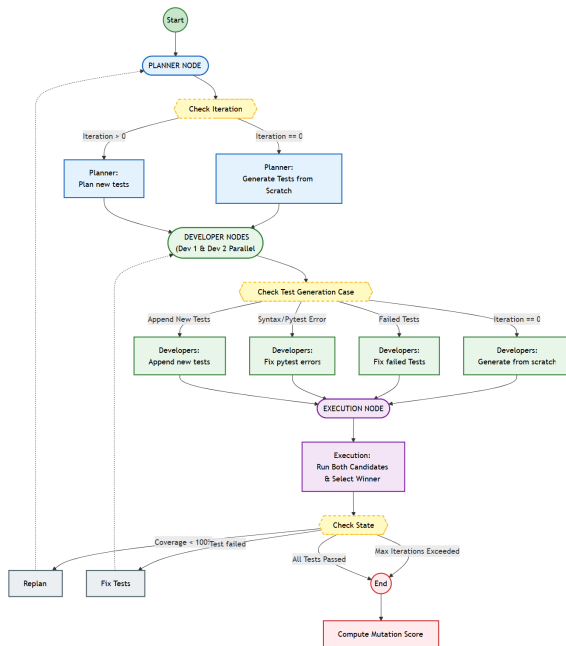 Start
PLANNER NODE
Check Iteration
Iteration > 0
Iteration == 0
Planner:
Plan new tests
Planner:
Generate Tests from
Scratch
DEVELOPER NODES
(Dev 1 & Dev 2 Parallel
Check Test Generation Case
Append New Tests
Syntax/Pytest Error
Failed Tests
Iteration == 0
Developers:
Append new tests
Developers:
Fix pytest errors
Developers:
Fix failed Tests
Developers:
Generate from scratch
EXECUTION NODE
Execution:
Run Both Candidates
& Select Winner
Check State
Coverage < 100%
Test failed
All Tests Passed
Max Iterations Exceeded
Replan
Fix Tests
End
Compute Mutation Score